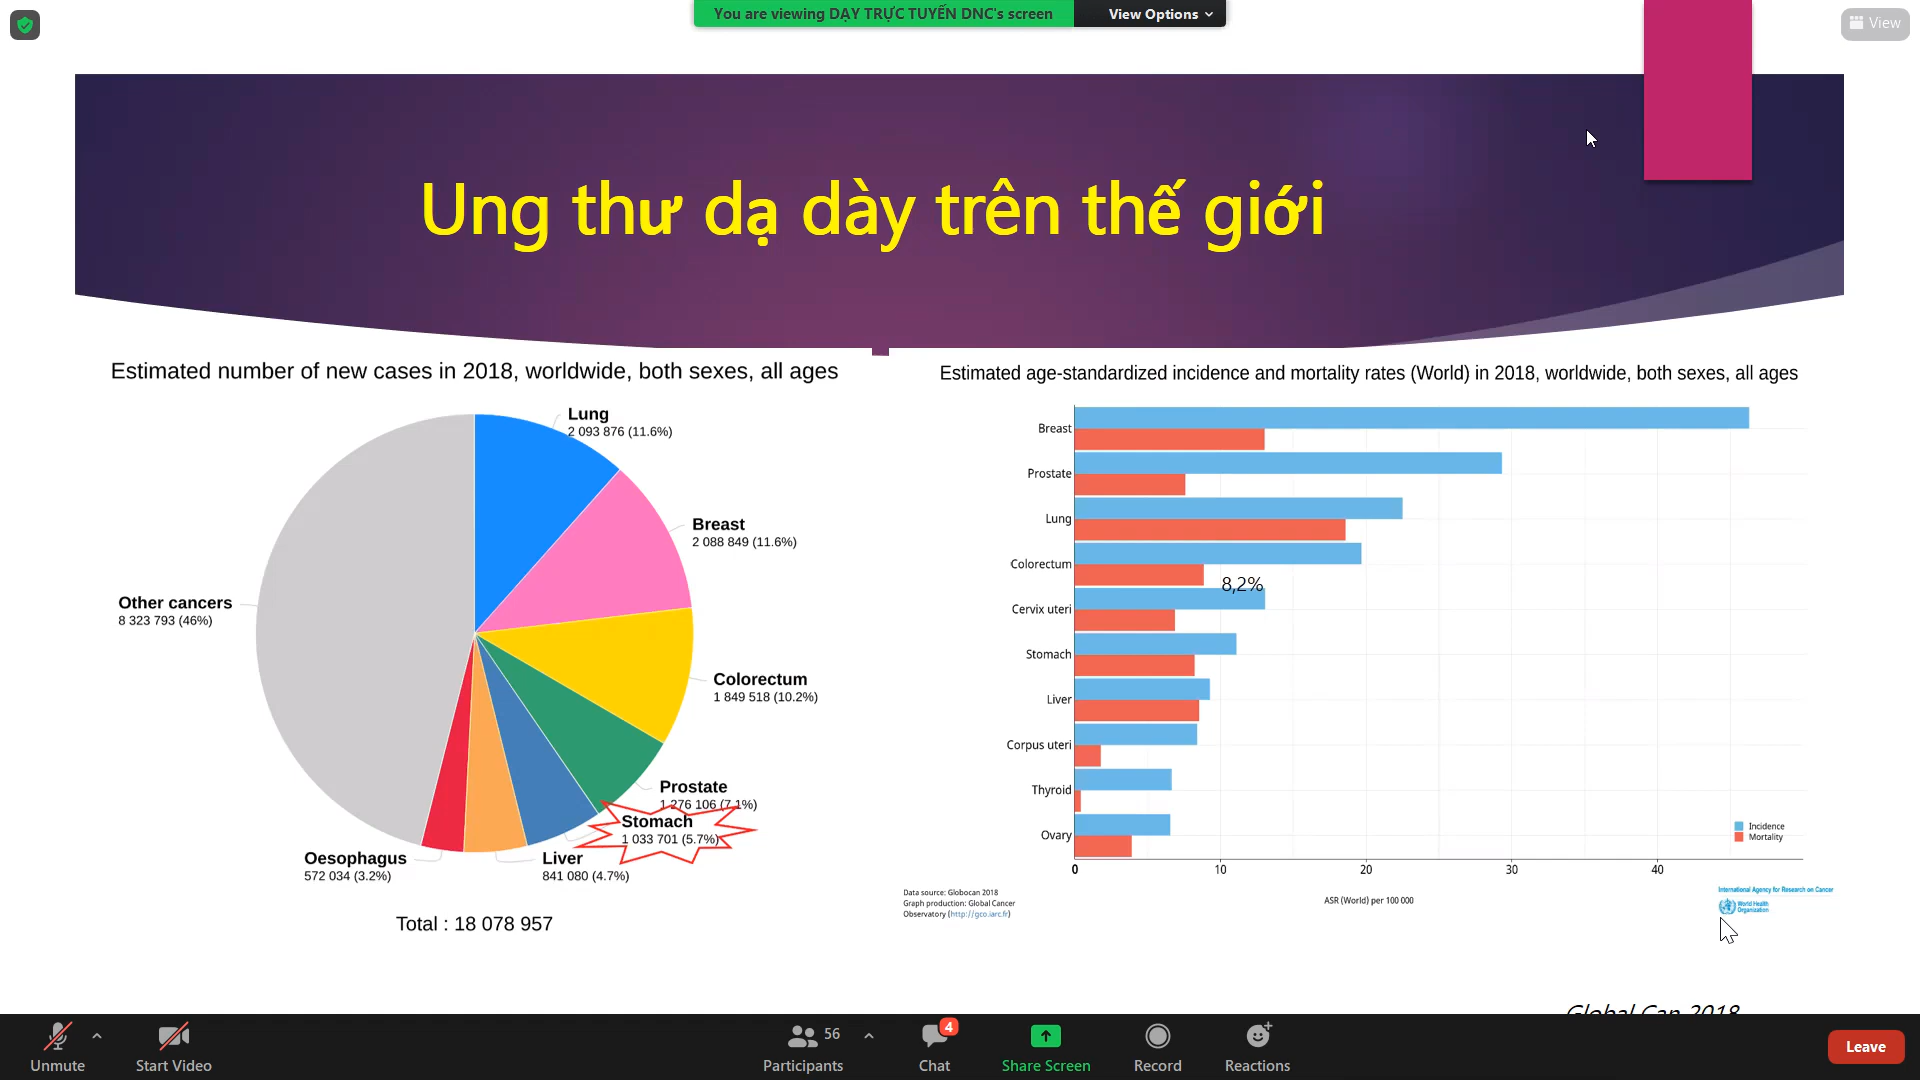 You are viewing DẠY TRỰC TUYẾN DNC's screen
View Options
View
Ung thư dạ dày trên thế giới
Estimated number of new cases in 2018, worldwide, both sexes, all ages
Lung
2 093 876 (11.6%)
Breast
2 088 849 (11.6%)
Other cancers
8 323 793 (46%)
Colorectum
1 849 518 (10.2%)
Prostate
1 276 106 (7.1%)
Stomach
1 033 701 (5.7%)
Oesophagus
572 034 (3.2%)
Liver
841 080 (4.7%)
Total : 18 078 957
Estimated age-standardized incidence and mortality rates (World) in 2018, worldwide, both sexes, all ages
Breast
Prostate
Lung
Colorectum
8,2%
Cervix uteri
Stomach
Liver
Corpus uteri
Thyroid
Ovary
Incidence
Mortality
0 10 20 30 40
ASR (World) per 100 000
Data source: Globocan 2018
Graph production: Global Cancer
Observatory (http://gco.iarc.fr)
International Agency for Research on Cancer
World Health
Organization
Global Can 2018
Unmute
Start Video
56
Participants
4
Chat
Share Screen
Record
Reactions
Leave